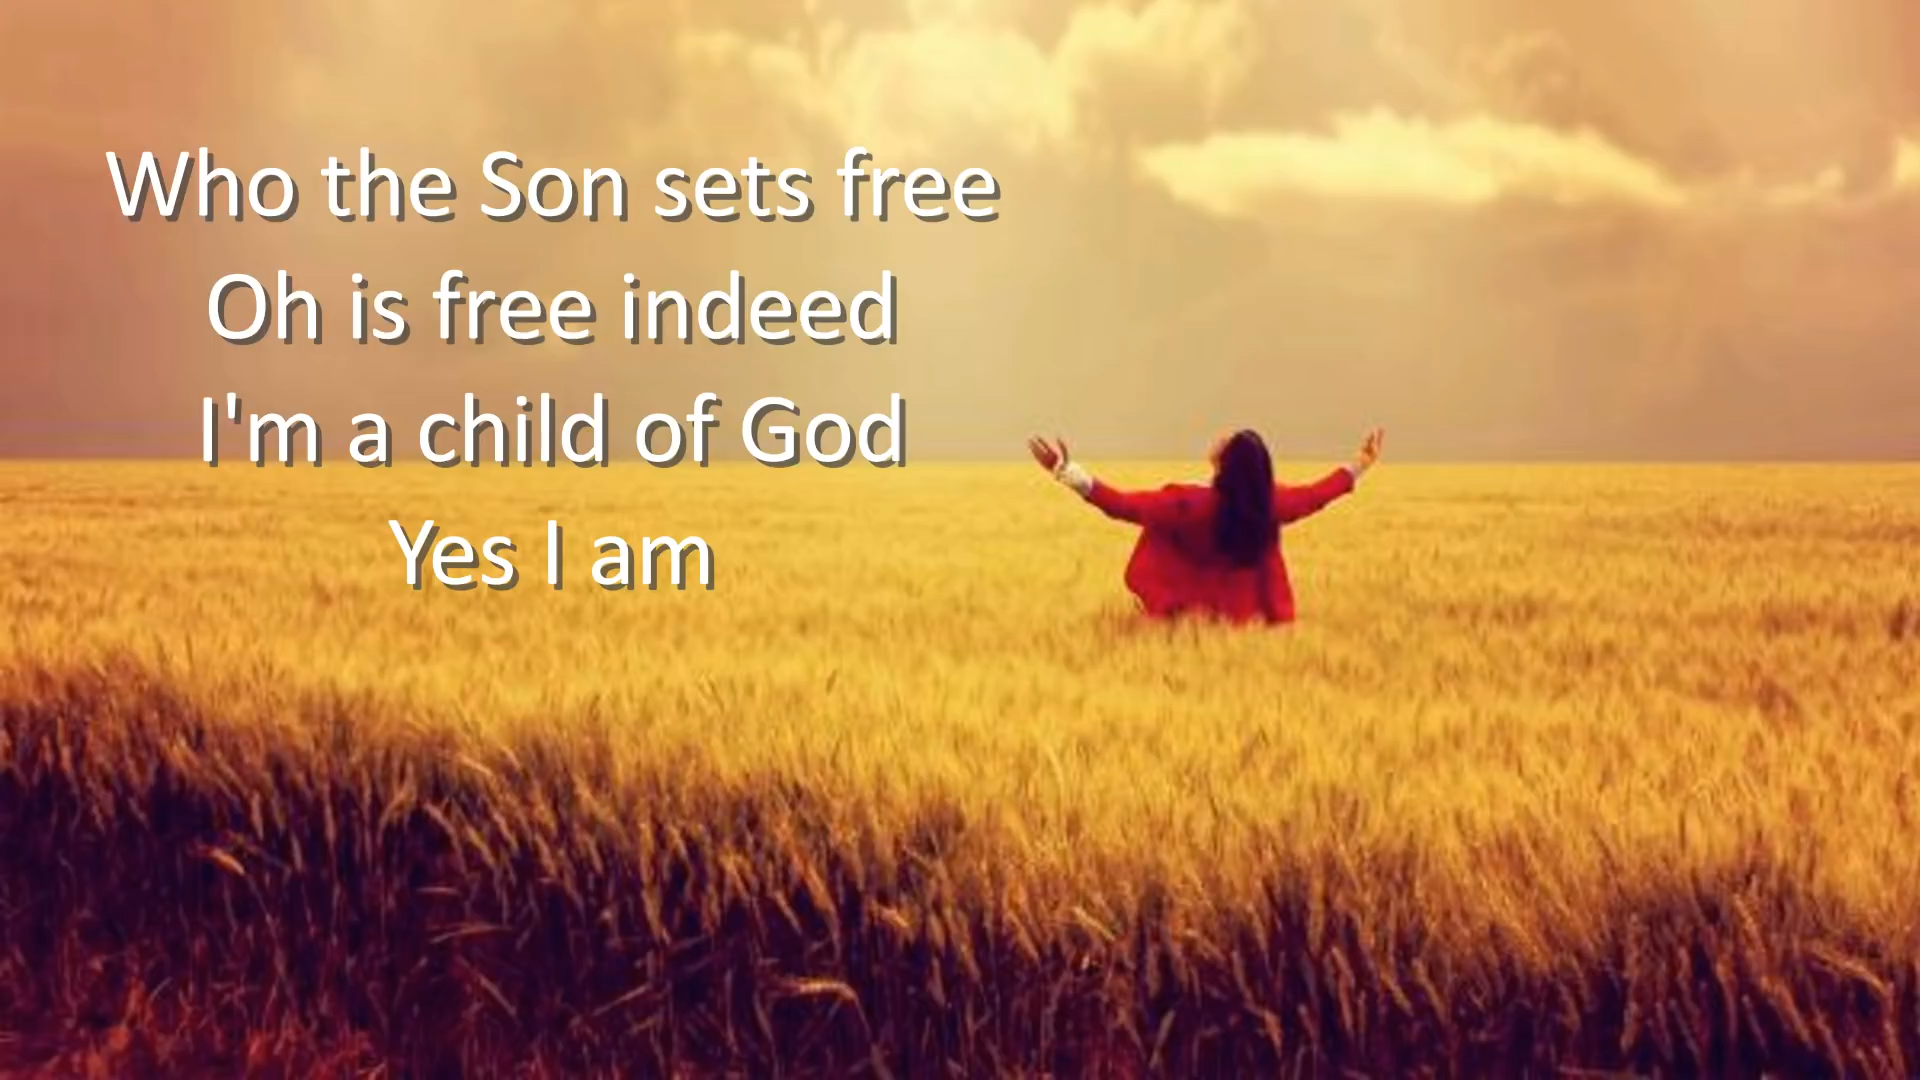 Who the Son sets free
Oh is free indeed
I'm a child of God
Yes I am